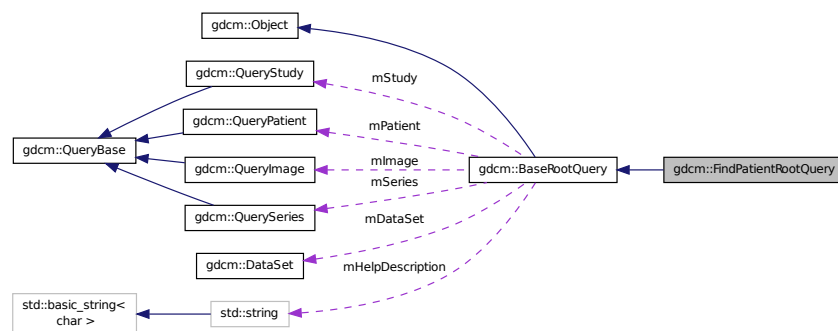 gdcm::Object
gdcm::QueryStudy
mStudy
gdcm::QueryPatient
mPatient
gdcm::QueryBase
gdcm::QueryImage
mImage
gdcm::BaseRootQuery
gdcm::FindPatientRootQuery
mSeries
gdcm::QuerySeries
mDataSet
gdcm::DataSet
mHelpDescription
std::basic_string<
char >
std::string